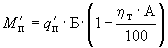 M′п = q′п · Б · (1 − ηт · А / 100)